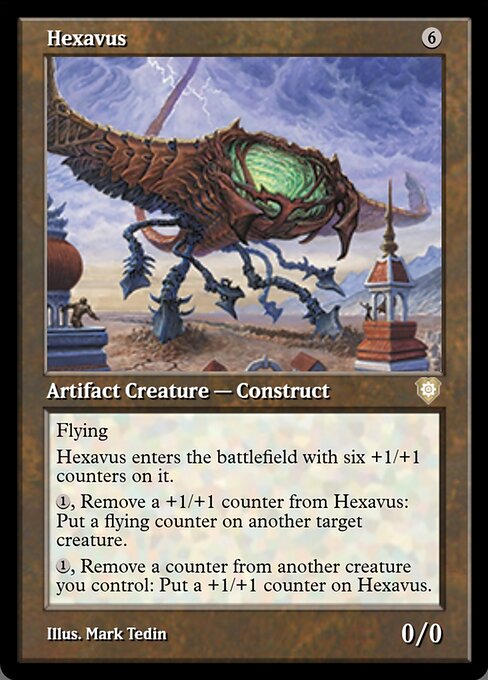 Hexavus 6
Artifact Creature — Construct
Flying
Hexavus enters the battlefield with six +1/+1
counters on it.
1, Remove a +1/+1 counter from Hexavus:
Put a flying counter on another target
creature.
1, Remove a counter from another creature
you control: Put a +1/+1 counter on Hexavus.
Illus. Mark Tedin 0/0